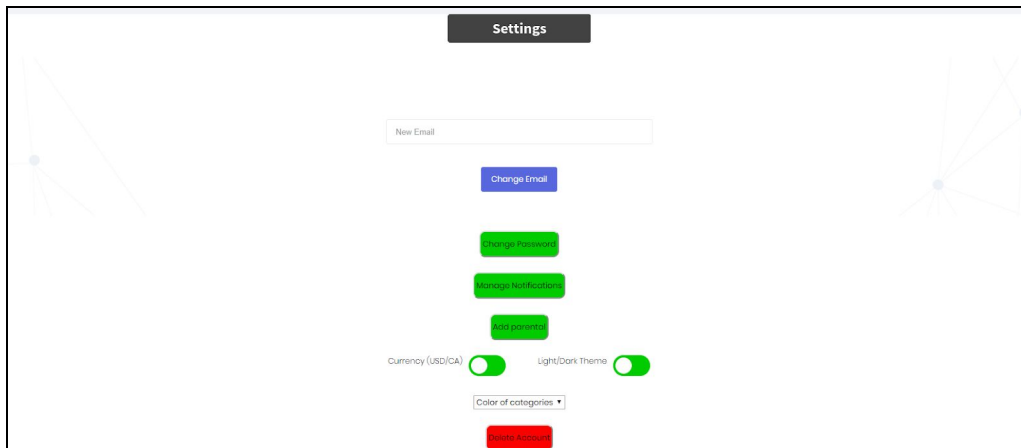 Settings
New Email
Change Email
Change Password
Manage Notifications
Add parental
Currency (USD/CA) Light/Dark Theme
Color of categories
Delete Account